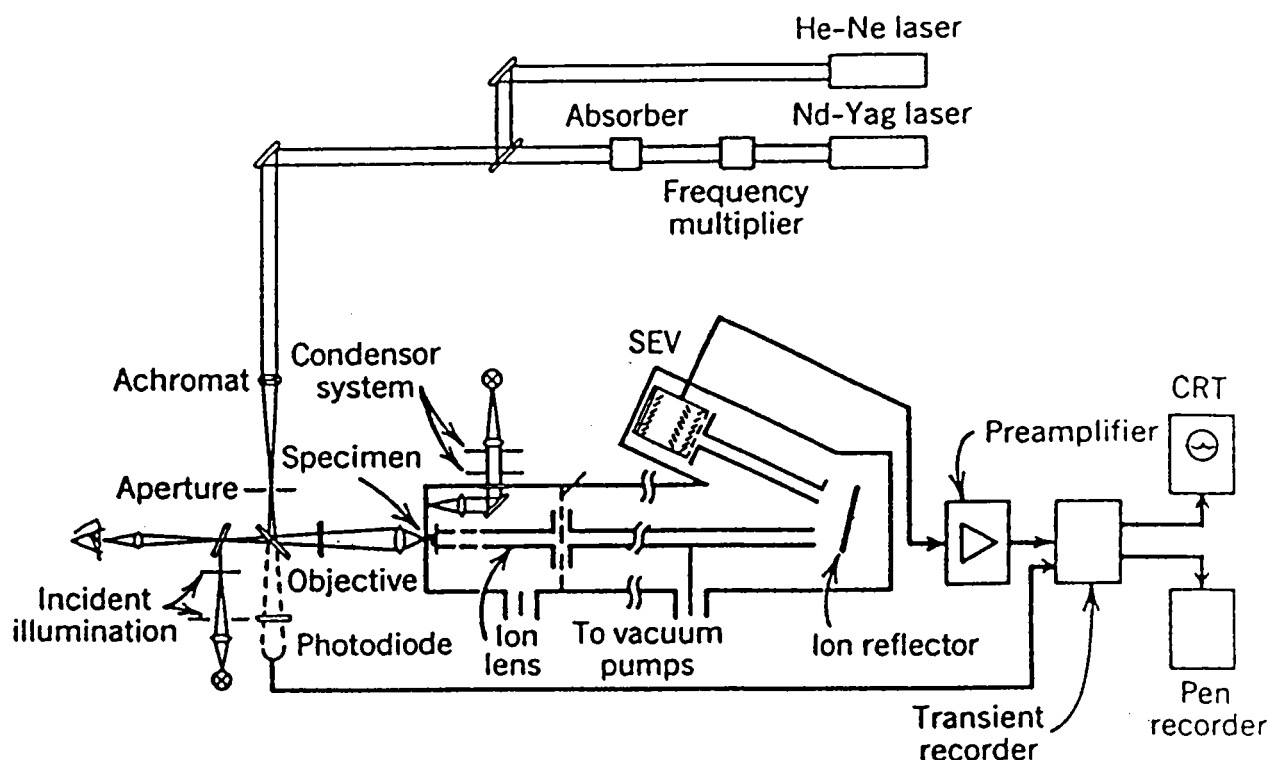 He-Ne laser
Absorber
Nd-Yag laser
Frequency
multiplier
SEV
Condensor
system
Achromat
CRT
Preamplifier
Specimen
Aperture
Objective
Incident
illumination
Photodiode
Ion
lens
To vacuum
pumps
Ion reflector
Transient
recorder
Pen
recorder